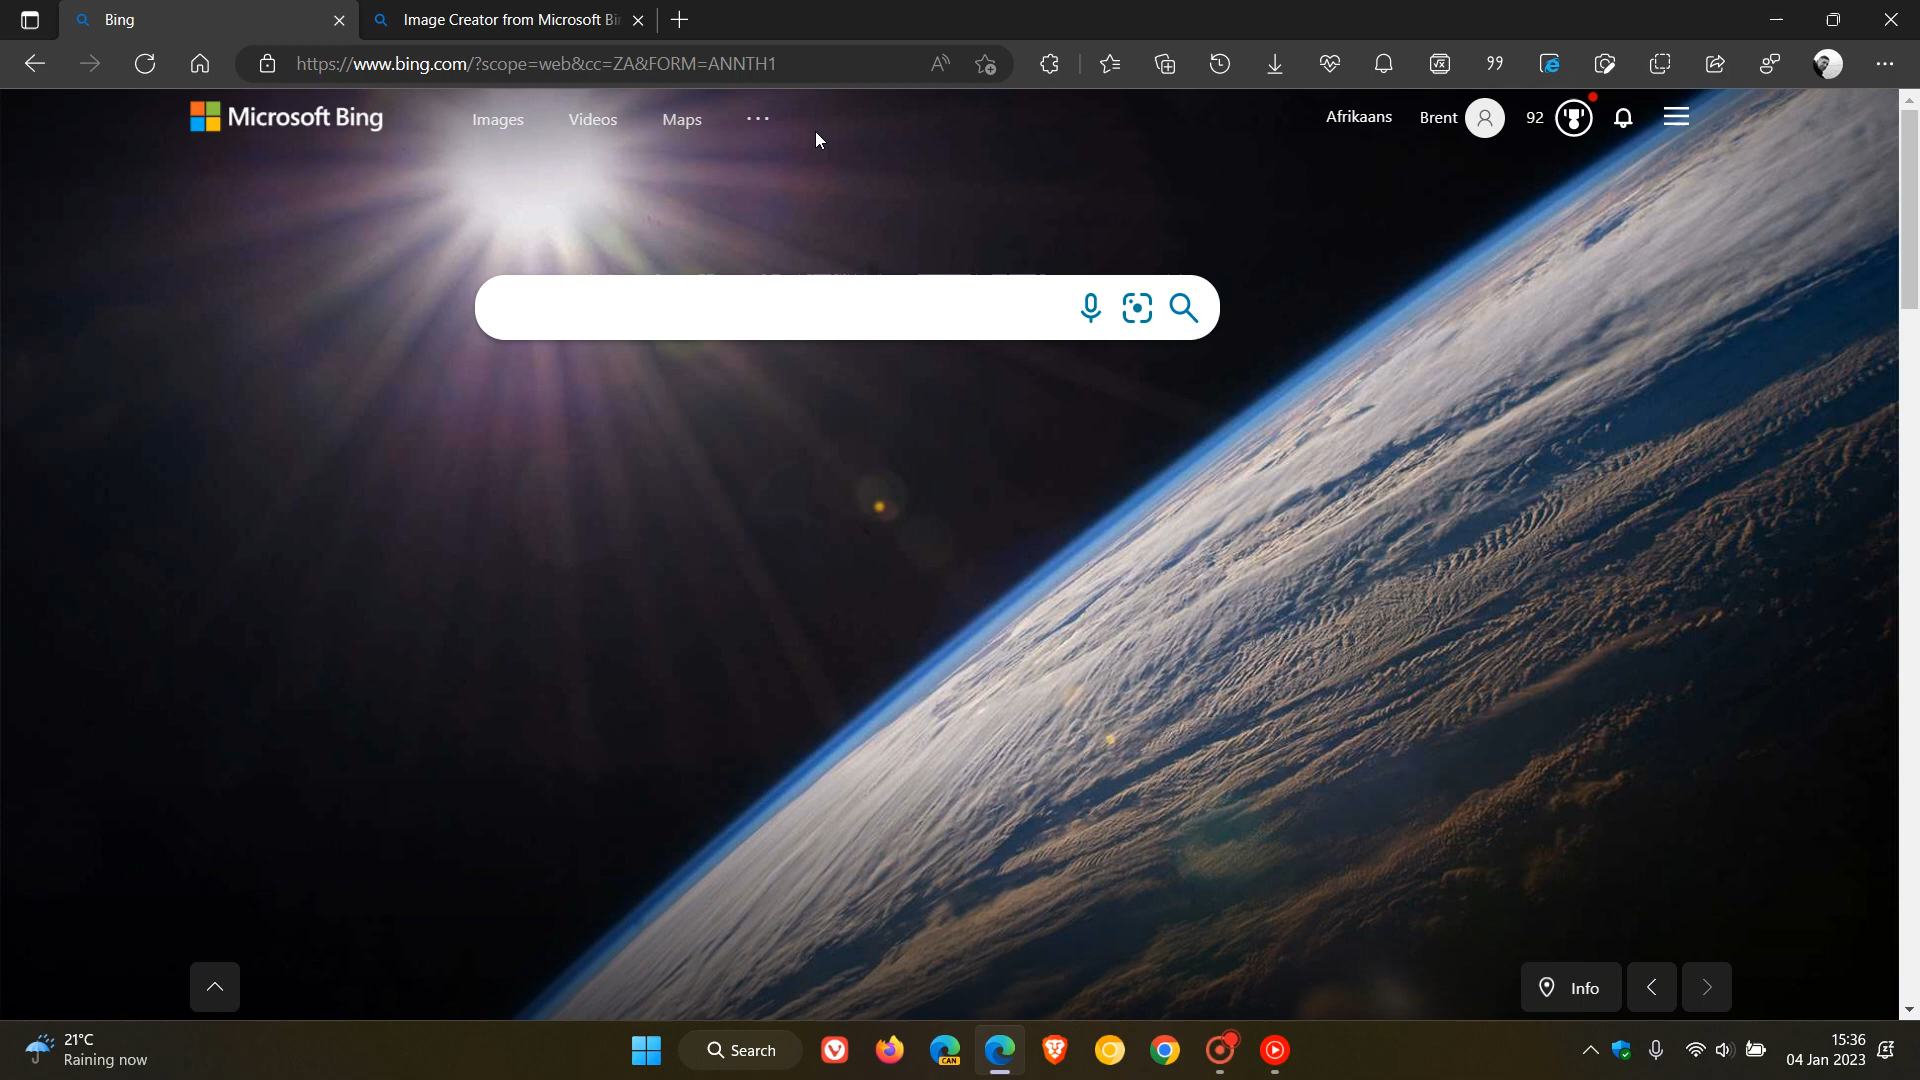 Bing
Image Creator from Microsoft Bi
https://www.bing.com/?scope=web&cc=ZA&FORM=ANNTH1
Microsoft Bing
Images
Videos
Maps
Afrikaans
Brent
92
Info
21°C
Raining now
Search
CAN
15:36
04 Jan 2023